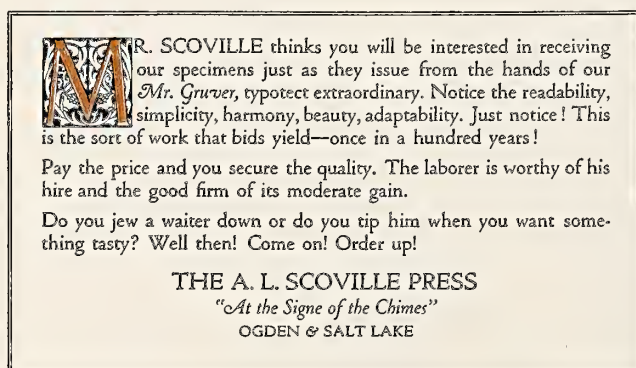 MR. SCOVILLE thinks you will be interested in receiving
our specimens just as they issue from the hands of our
Mr. Gruver, typotect extraordinary. Notice the readability,
simplicity, harmony, beauty, adaptability. Just notice! This
is the sort of work that bids yield—once in a hundred years!
Pay the price and you secure the quality. The laborer is worthy of his
hire and the good firm of its moderate gain.
Do you jew a waiter down or do you tip him when you want some-
thing tasty? Well then! Come on! Order up!
THE A. L. SCOVILLE PRESS
"At the Signe of the Chimes"
OGDEN & SALT LAKE